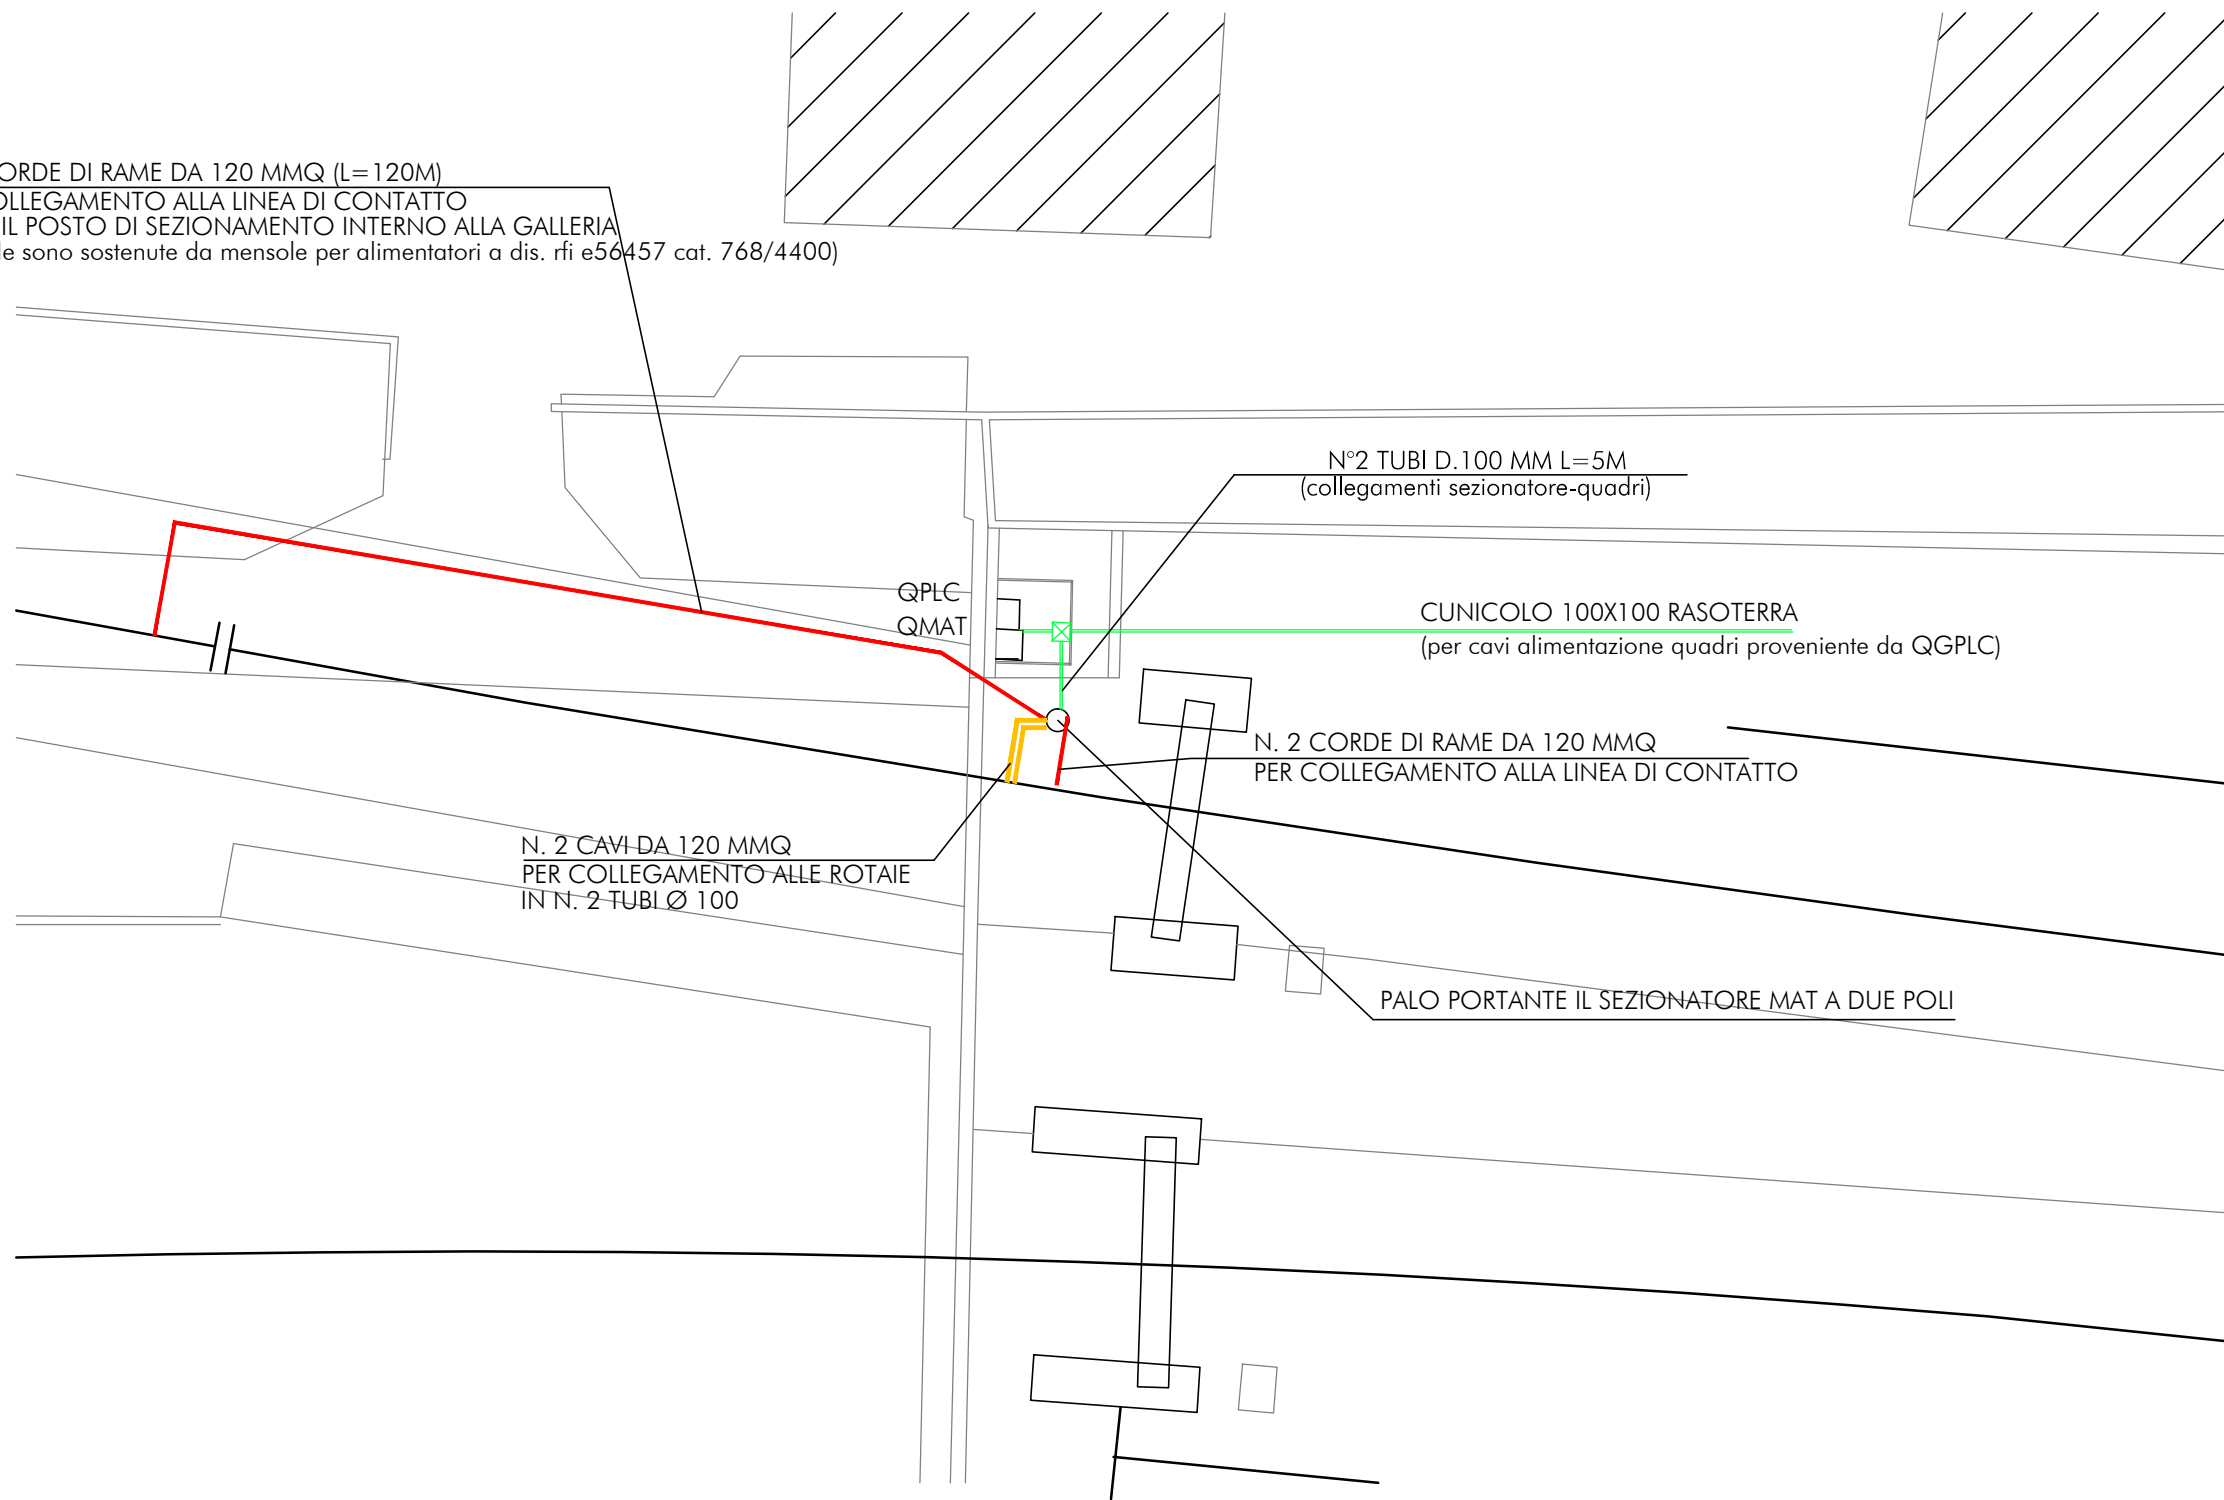 ORDE DI RAME DA 120 MMQ (L=120M)
OLLEGAMENTO ALLA LINEA DI CONTATTO
IL POSTO DI SEZIONAMENTO INTERNO ALLA GALLERIA
le sono sostenute da mensole per alimentatori a dis. rfi e56457 cat. 768/4400)
N°2 TUBI D.100 MM L=5M
(collegamenti sezionatore-quadri)
QPLC
QMAT
CUNICOLO 100X100 RASOTERRA
(per cavi alimentazione quadri proveniente da QGPLC)
N. 2 CORDE DI RAME DA 120 MMQ
PER COLLEGAMENTO ALLA LINEA DI CONTATTO
N. 2 CAVI DA 120 MMQ
PER COLLEGAMENTO ALLE ROTAIE
IN N. 2 TUBI Ø 100
PALO PORTANTE IL SEZIONATORE MAT A DUE POLI